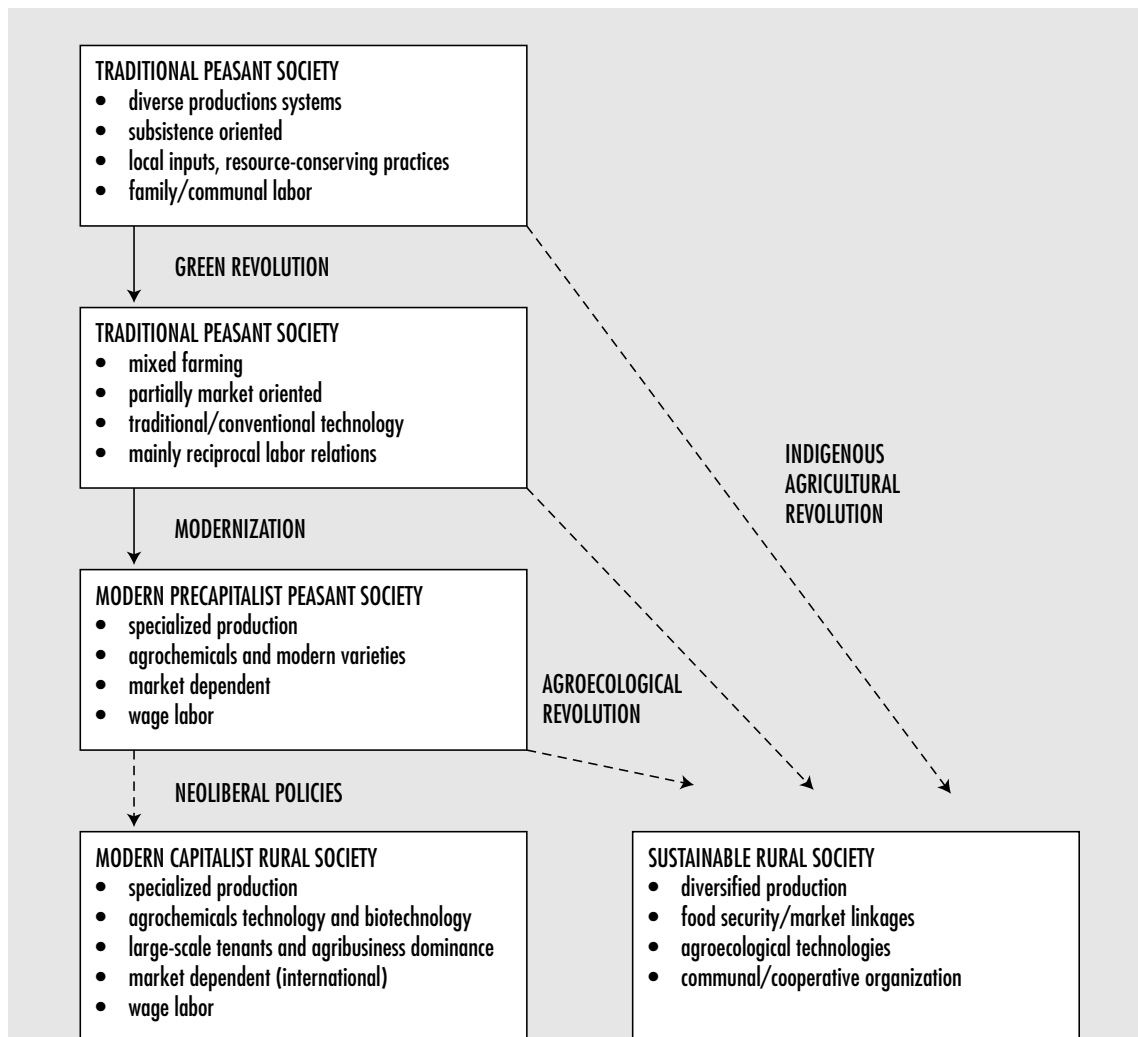 TRADITIONAL PEASANT SOCIETY
• diverse productions systems
• subsistence oriented
• local inputs, resource-conserving practices
• family/communal labor
GREEN REVOLUTION
TRADITIONAL PEASANT SOCIETY
• mixed farming
• partially market oriented
• traditional/conventional technology
• mainly reciprocal labor relations
INDIGENOUS
AGRICULTURAL
REVOLUTION
MODERNIZATION
MODERN PRECAPITALIST PEASANT SOCIETY
• specialized production
• agrochemicals and modern varieties
• market dependent
• wage labor
AGROECOLOGICAL
REVOLUTION
NEOLIBERAL POLICIES
MODERN CAPITALIST RURAL SOCIETY
• specialized production
• agrochemicals technology and biotechnology
• large-scale tenants and agribusiness dominance
• market dependent (international)
• wage labor
SUSTAINABLE RURAL SOCIETY
• diversified production
• food security/market linkages
• agroecological technologies
• communal/cooperative organization